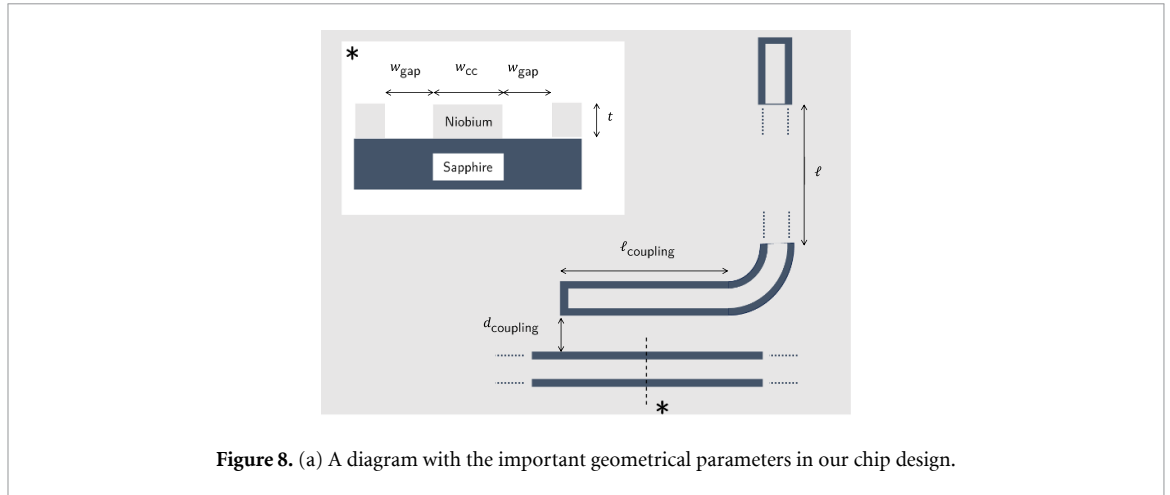 *
w_gap w_cc w_gap
Niobium
t
Sapphire
ℓ
ℓ_coupling
d_coupling
*
Figure 8. (a) A diagram with the important geometrical parameters in our chip design.